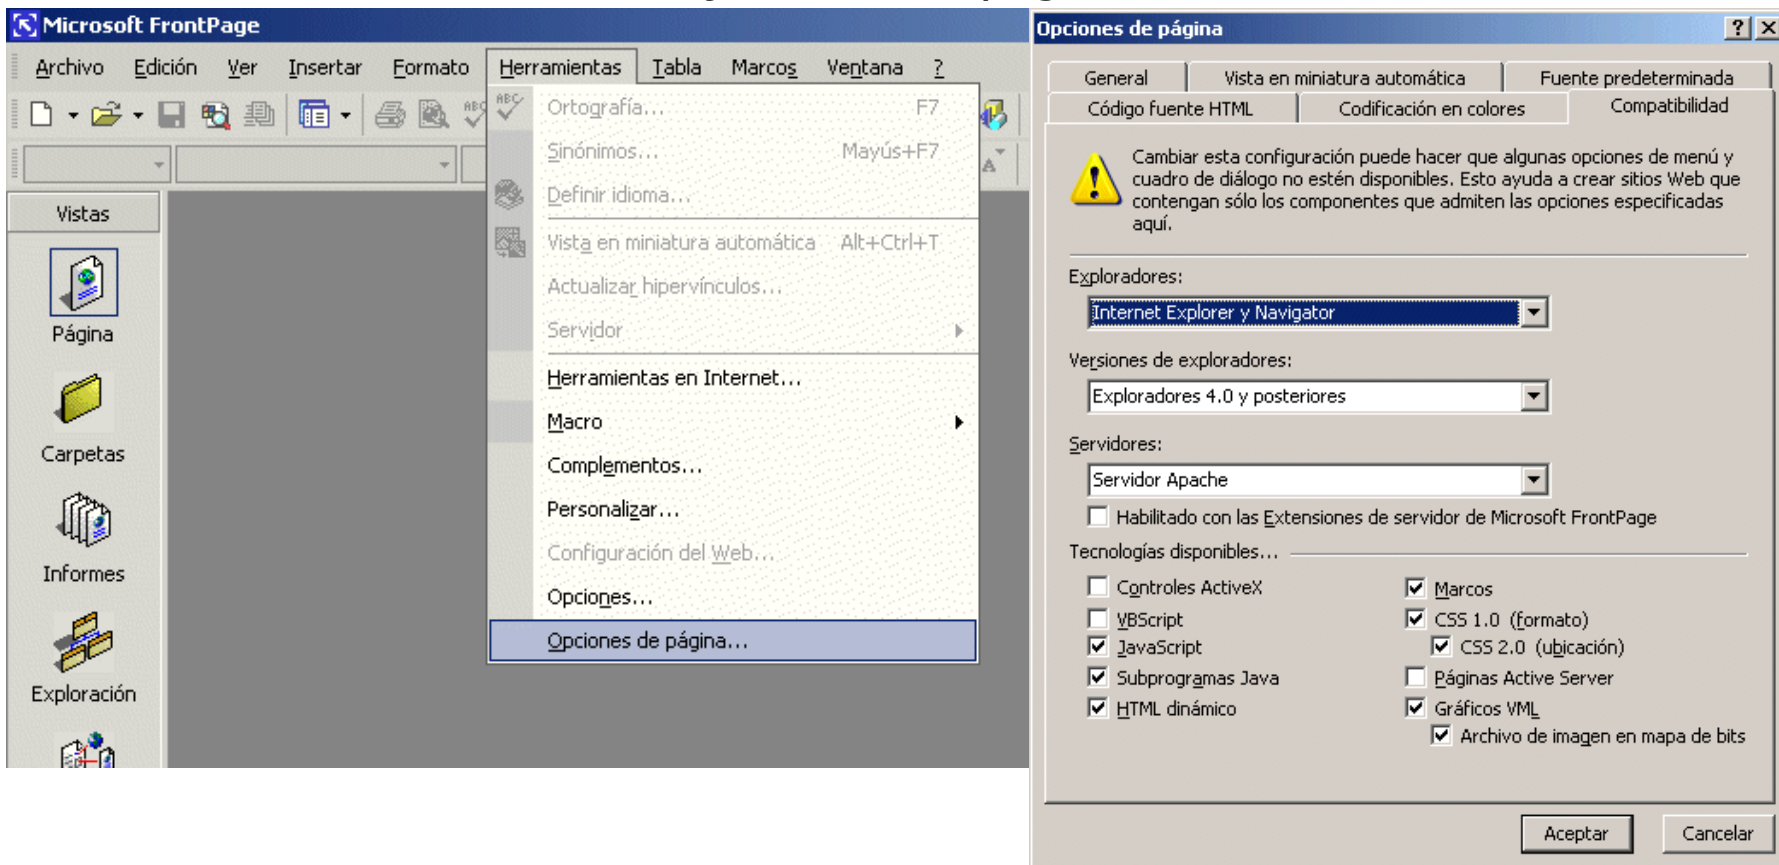 Microsoft FrontPage
Archivo Edición Ver Insertar Formato Herramientas Tabla Marcos Ventana ?
Vistas
Página
Carpetas
Informes
Exploración
Ortografía... F7
Sinónimos... Mayús+F7
Definir idioma...
Vista en miniatura automática Alt+Ctrl+T
Actualizar hipervínculos...
Servidor
Herramientas en Internet...
Macro
Complementos...
Personalizar...
Configuración del Web...
Opciones...
Opciones de página...
Opciones de página
General Vista en miniatura automática Fuente predeterminada
Código fuente HTML Codificación en colores Compatibilidad
Cambiar esta configuración puede hacer que algunas opciones de menú y
cuadro de diálogo no estén disponibles. Esto ayuda a crear sitios Web que
contengan sólo los componentes que admiten las opciones especificadas
aquí.
Exploradores:
Internet Explorer y Navigator
Versiones de exploradores:
Exploradores 4.0 y posteriores
Servidores:
Servidor Apache
Habilitado con las Extensiones de servidor de Microsoft FrontPage
Tecnologías disponibles...
Controles ActiveX
VBScript
JavaScript
Subprogramas Java
HTML dinámico
Marcos
CSS 1.0 (formato)
CSS 2.0 (ubicación)
Páginas Active Server
Gráficos VML
Archivo de imagen en mapa de bits
Aceptar Cancelar